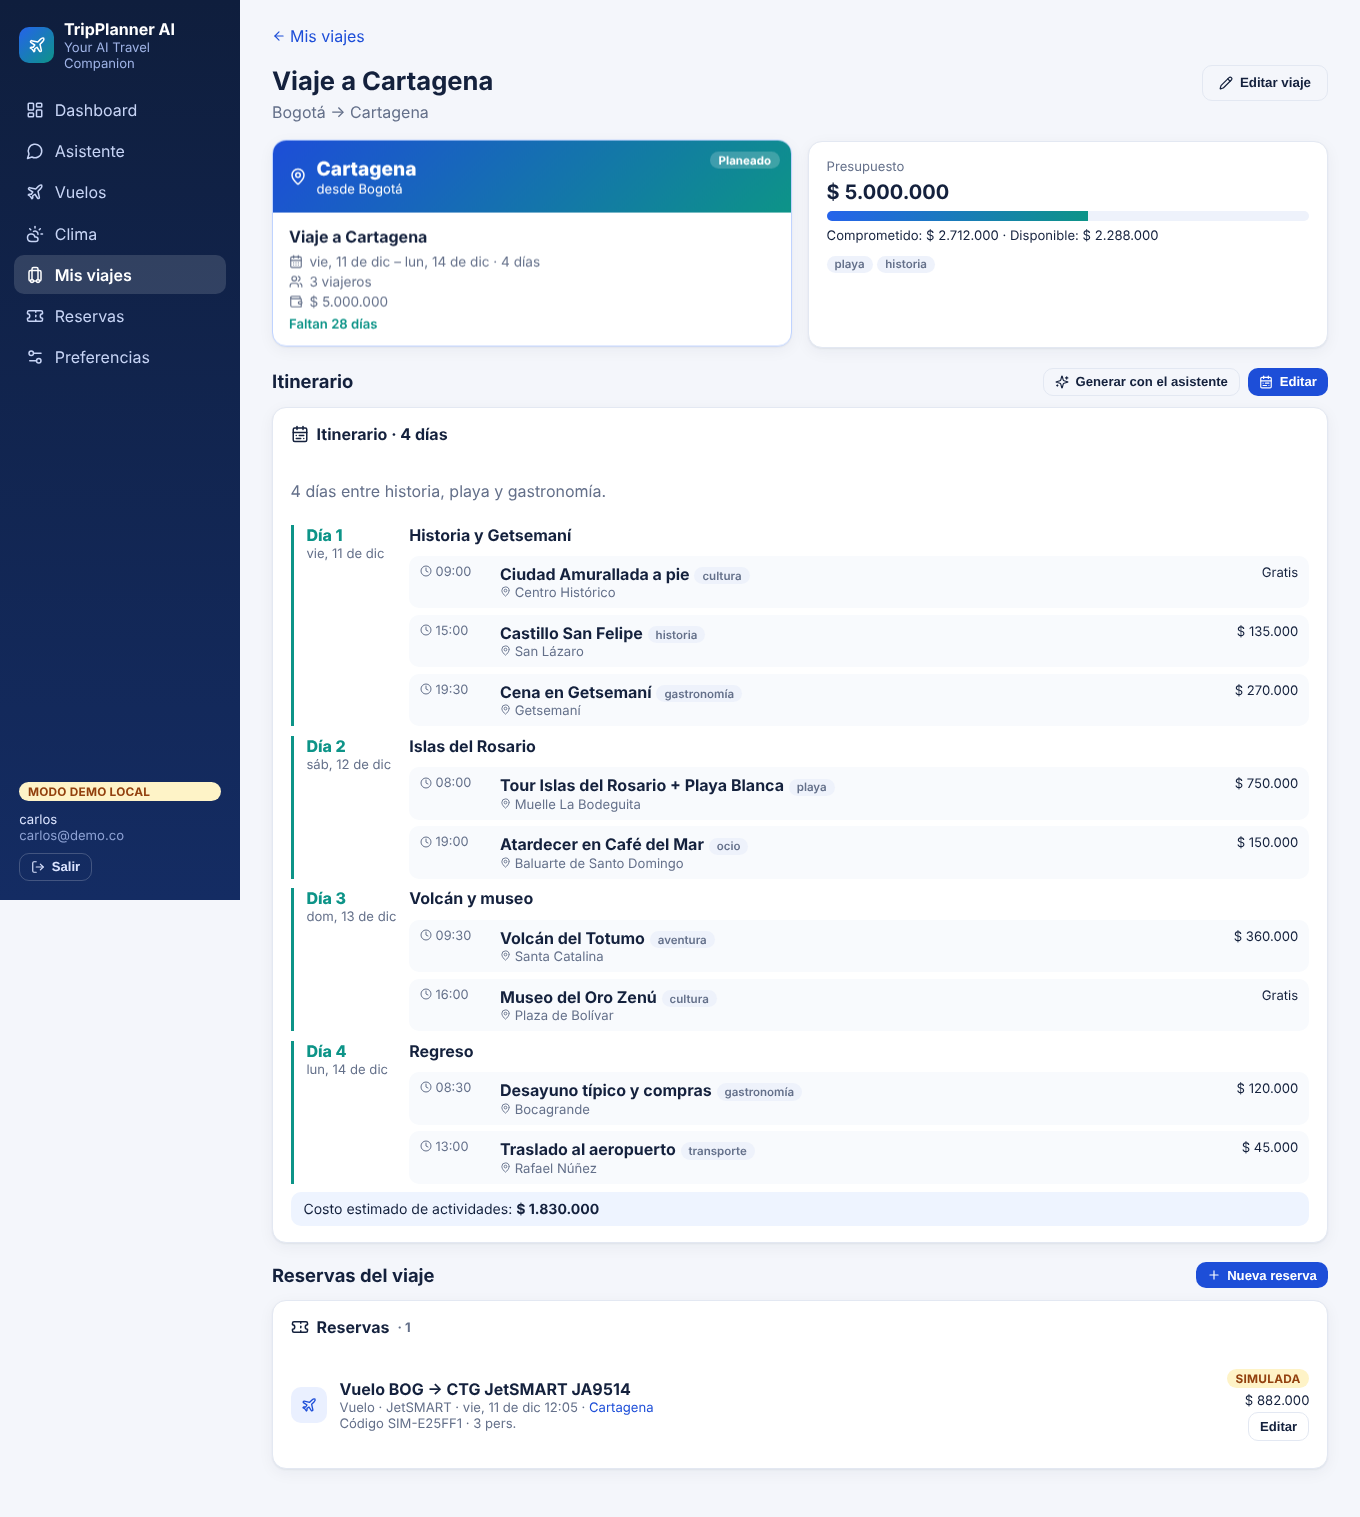 TripPlanner AI
Your AI Travel
Companion
Dashboard
Asistente
Vuelos
Clima
Mis viajes
Reservas
Preferencias
MODO DEMO LOCAL
carlos
carlos@demo.co
Salir
← Mis viajes
Viaje a Cartagena
Editar viaje
Bogotá → Cartagena
Cartagena
desde Bogotá
Planeado
Viaje a Cartagena
vie, 11 de dic – lun, 14 de dic · 4 días
3 viajeros
$ 5.000.000
Faltan 28 días
Presupuesto
$ 5.000.000
Comprometido: $ 2.712.000 · Disponible: $ 2.288.000
playa historia
Itinerario
Generar con el asistente
Editar
Itinerario · 4 días
4 días entre historia, playa y gastronomía.
Día 1
vie, 11 de dic
Historia y Getsemaní
09:00 Ciudad Amurallada a pie cultura Gratis
Centro Histórico
15:00 Castillo San Felipe historia $ 135.000
San Lázaro
19:30 Cena en Getsemaní gastronomía $ 270.000
Getsemaní
Día 2
sáb, 12 de dic
Islas del Rosario
08:00 Tour Islas del Rosario + Playa Blanca playa $ 750.000
Muelle La Bodeguita
19:00 Atardecer en Café del Mar ocio $ 150.000
Baluarte de Santo Domingo
Día 3
dom, 13 de dic
Volcán y museo
09:30 Volcán del Totumo aventura $ 360.000
Santa Catalina
16:00 Museo del Oro Zenú cultura Gratis
Plaza de Bolívar
Día 4
lun, 14 de dic
Regreso
08:30 Desayuno típico y compras gastronomía $ 120.000
Bocagrande
13:00 Traslado al aeropuerto transporte $ 45.000
Rafael Núñez
Costo estimado de actividades: $ 1.830.000
Reservas del viaje
+ Nueva reserva
Reservas · 1
Vuelo BOG → CTG JetSMART JA9514
Vuelo · JetSMART · vie, 11 de dic 12:05 · Cartagena
Código SIM-E25FF1 · 3 pers.
SIMULADA
$ 882.000
Editar